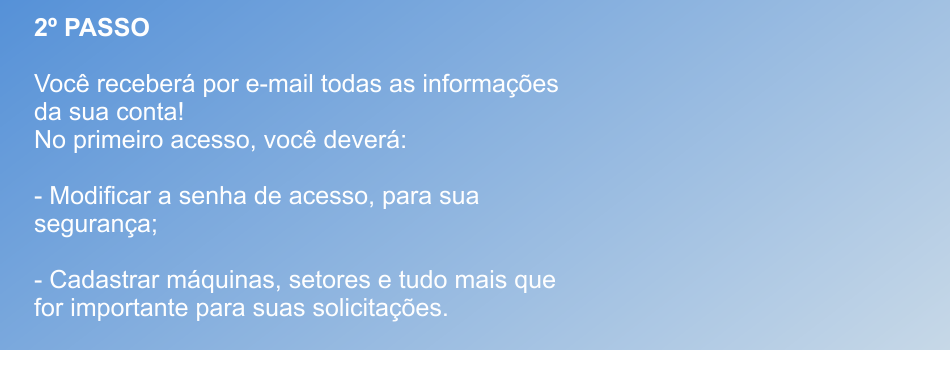 2º PASSO
Você receberá por e-mail todas as informações
da sua conta!
No primeiro acesso, você deverá:
- Modificar a senha de acesso, para sua
segurança;
- Cadastrar máquinas, setores e tudo mais que
for importante para suas solicitações.